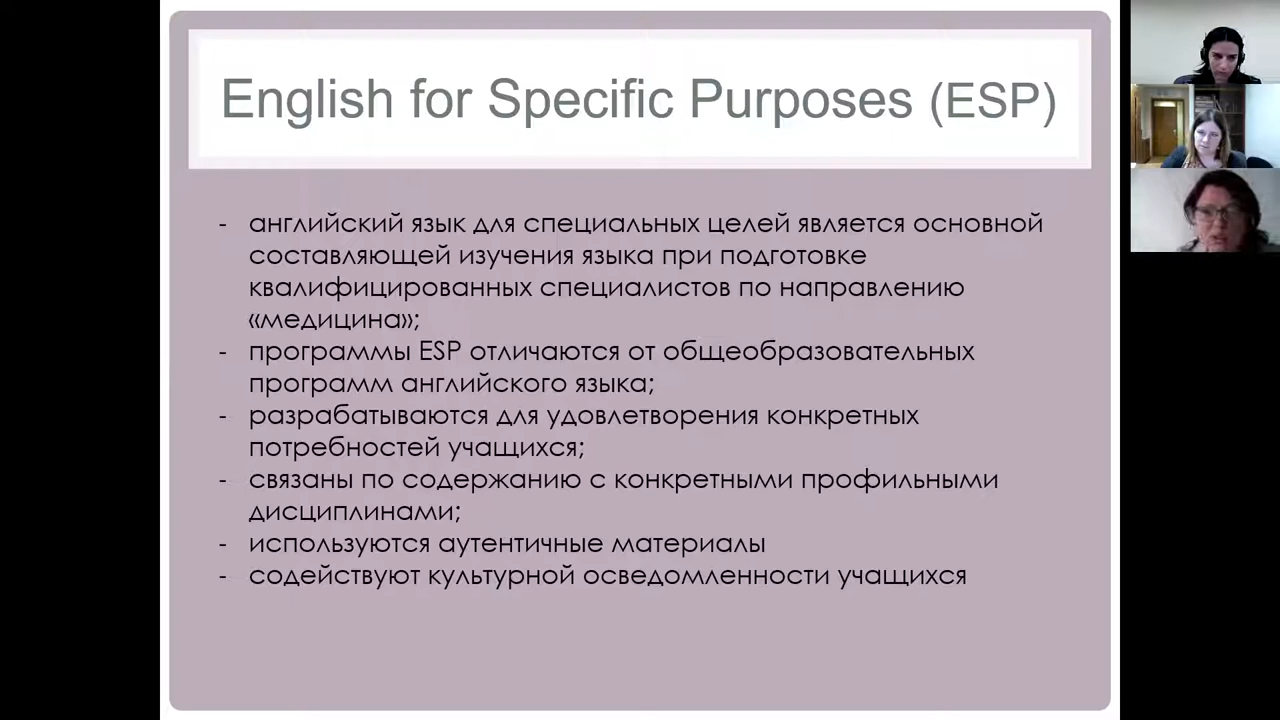 English for Specific Purposes (ESP)
- английский язык для специальных целей является основной
составляющей изучения языка при подготовке
квалифицированных специалистов по направлению
«медицина»;
- программы ESP отличаются от общеобразовательных
программ английского языка;
- разрабатываются для удовлетворения конкретных
потребностей учащихся;
- связаны по содержанию с конкретными профильными
дисциплинами;
- используются аутентичные материалы
- содействуют культурной осведомленности учащихся